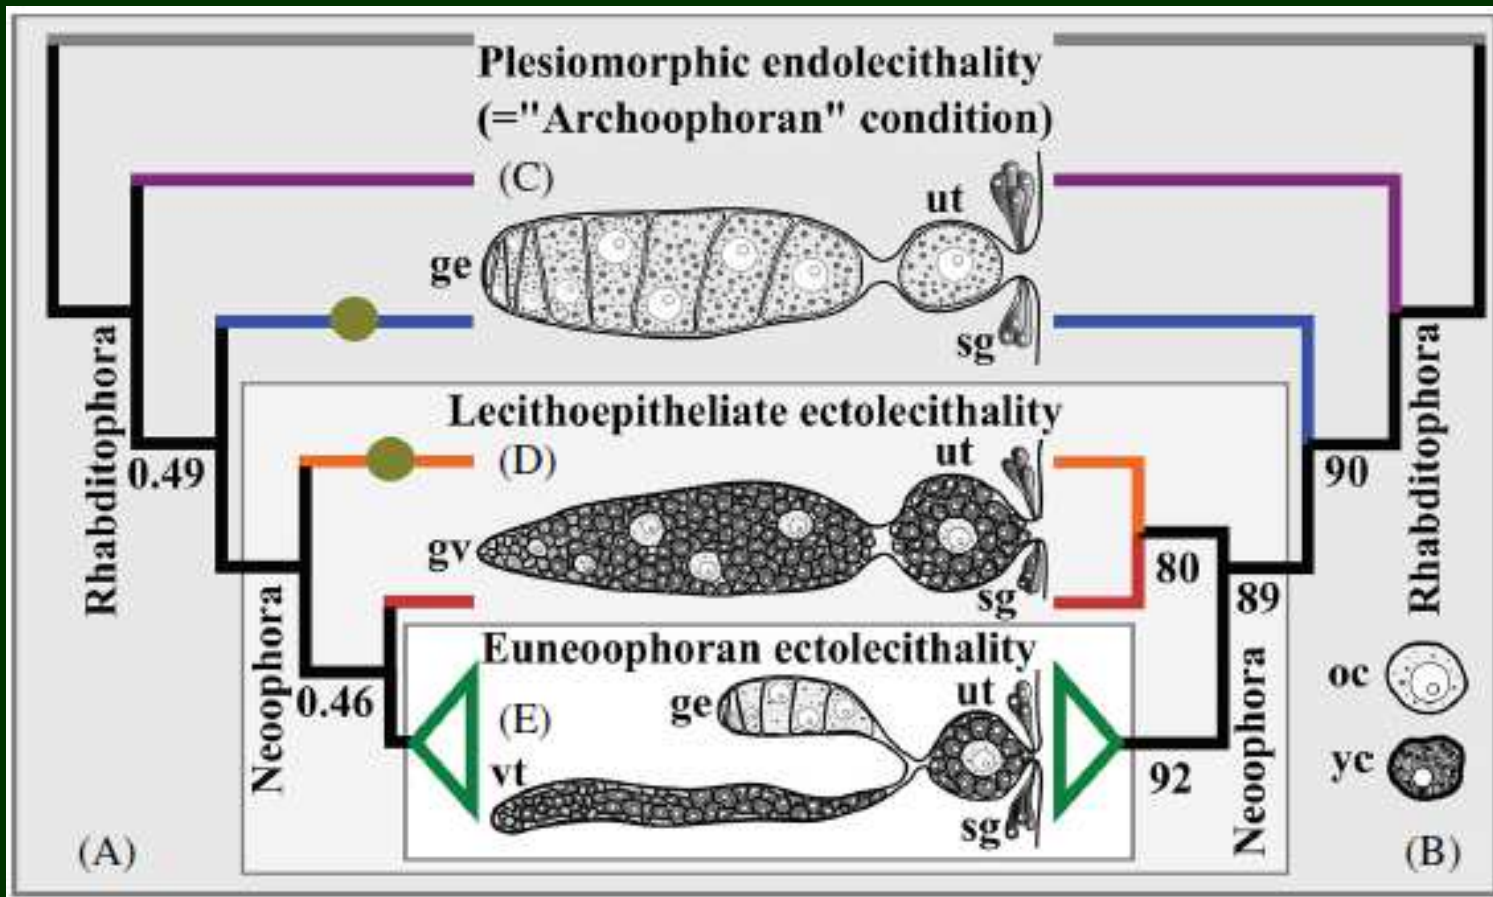 Plesiomorphic endolecithality
(="Archoophoran" condition)
(C)
ut
ge
sg
Rhabditophora
Rhabditophora
Lecithoepitheliate ectolecithality
(D)
ut
0.49
90
gv
sg
80
89
Neoophora
Neoophora
Euneoophoran ectolecithality
ge
ut
oc
0.46
(E)
vt
yc
92
sg
(A)
(B)